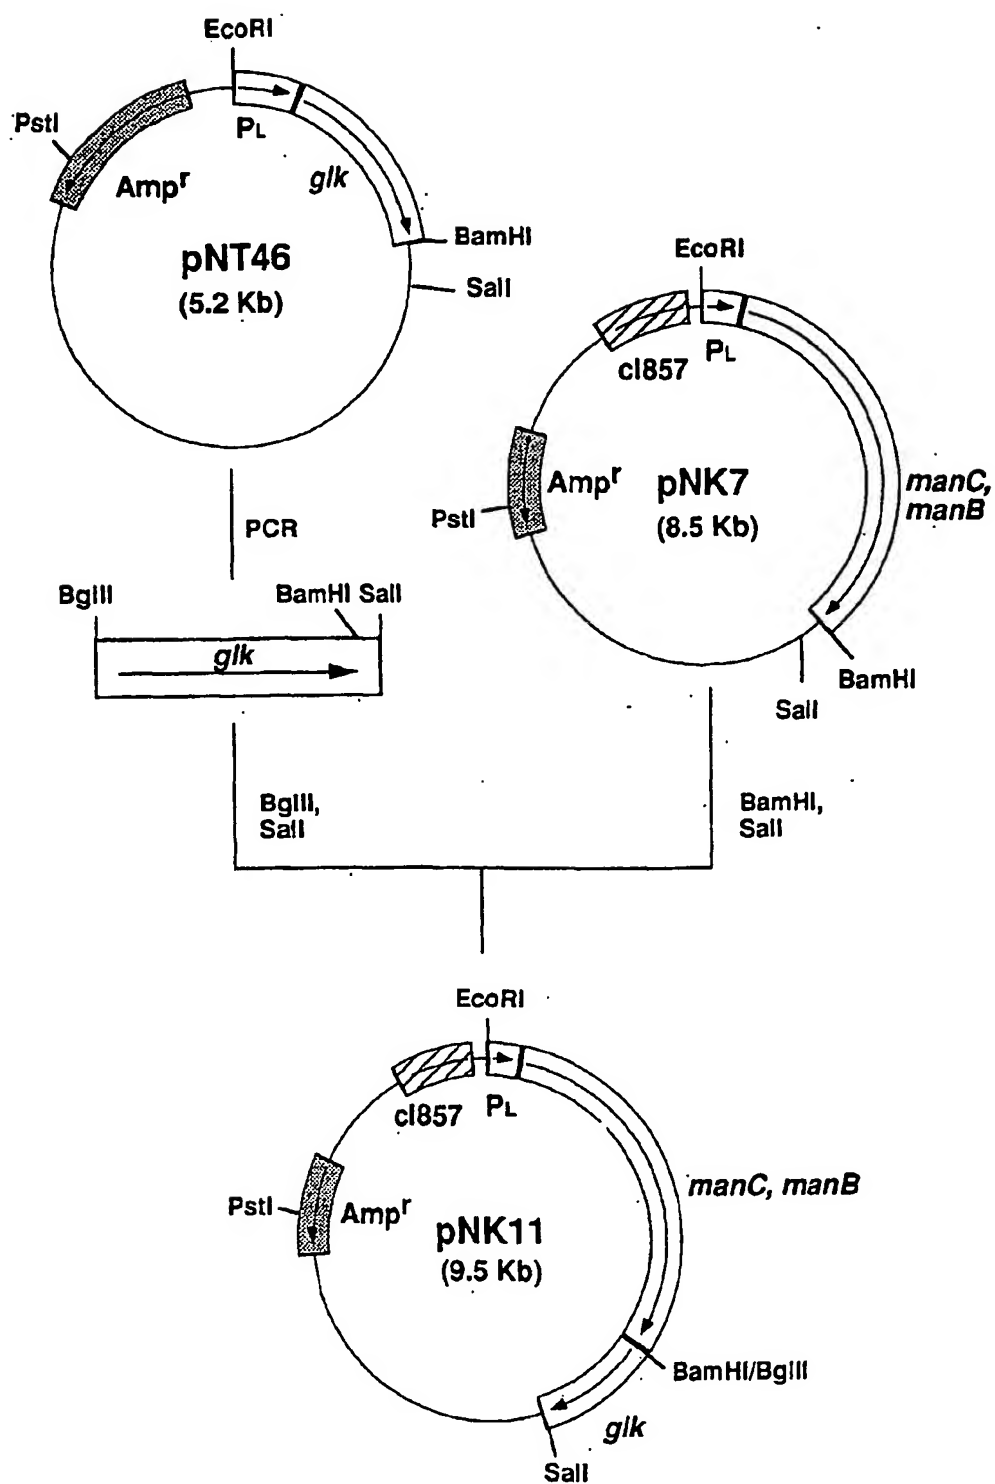 EcoRI
PstI
PL
Ampr
glk
BamHI
SalI
pNT46
(5.2 Kb)
EcoRI
cI857
PL
Ampr
PstI
pNK7
(8.5 Kb)
manC,
manB
BamHI
SalI
PCR
BglII
BamHI SalI
glk
BglII,
SalI
BamHI,
SalI
EcoRI
cI857
PL
PstI
Ampr
manC, manB
pNK11
(9.5 Kb)
BamHI/BglII
glk
SalI